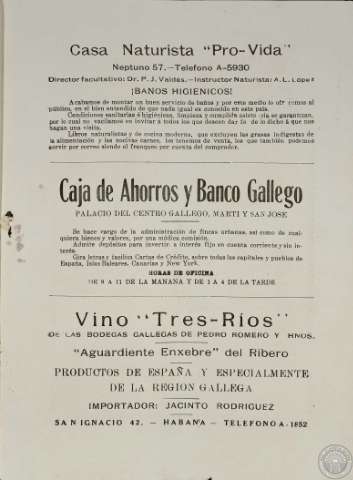 Casa Naturista "Pro-Vida"
Neptuno 57.—Telefono A-5930
Director facultativo: Dr. P. J. Valdés.—Instructor Naturista: A. L. López
¡BANOS HIGIENICOS!
Acabamos de montar un buen servicio de baños y por este medio lo ofrecemos al
público, en el bien entendido de que nada igual es conocido en este país.
Condiciones sanitarias é higiénicas, limpieza y cumplido satería se garantizan,
por lo cual no vacilamos en invitar á todos los que deseen dar fe de lo dicho á que nos
hagan una visita.
Libros naturalistas y de cocina moderna, que excluyen las grasas indigestas de
la alimentación y las nocivas carnes, los tenemos de venta, los que también podemos
servir por correo siendo el franqueo por cuenta del comprador.
Caja de Ahorros y Banco Gallego
PALACIO DEL CENTRO GALLEGO, MARTI Y SAN JOSE
Se hace cargo de la administración de fincas urbanas, así como de cual-
quiera bienes y valores, por una módica comisión.
Admite depósitos para invertir á interés fijo en cuenta corriente y sin in-
terés.
Gira letras y facilita Cartas de Crédito, sobre todas las capitales y pueblos de
España, Islas Baleares, Canarias y New York.
HORAS DE OFICINA
DE 8 A 11 DE LA MAÑANA Y DE 1 A 4 DE LA TARDE
Vino "Tres-Rios"
DE LAS BODEGAS GALLEGAS DE PEDRO ROMERO Y HNOS.
"Aguardiente Enxebre" del Ribero
PRODUCTOS DE ESPAÑA Y ESPECIALMENTE
DE LA REGION GALLEGA
IMPORTADOR: JACINTO RODRIGUEZ
SAN IGNACIO 42. — HABANA — TELEFONO A-1852